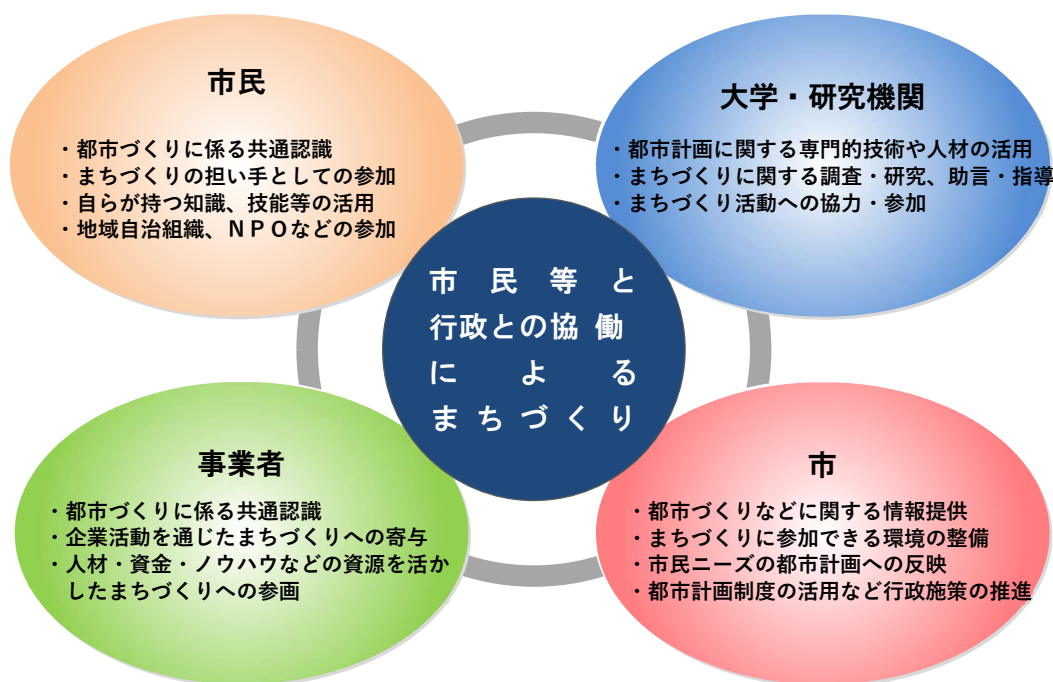 市民
・都市づくりに係る共通認識
・まちづくりの担い手としての参加
・自らが持つ知識、技能等の活用
・地域自治組織、ＮＰＯなどの参加
大学・研究機関
・都市計画に関する専門的技術や人材の活用
・まちづくりに関する調査・研究、助言・指導
・まちづくり活動への協力・参加
市民等と
行政との協働
による
まちづくり
事業者
・都市づくりに係る共通認識
・企業活動を通じたまちづくりへの寄与
・人材・資金・ノウハウなどの資源を活か
したまちづくりへの参画
市
・都市づくりなどに関する情報提供
・まちづくりに参加できる環境の整備
・市民ニーズの都市計画への反映
・都市計画制度の活用など行政施策の推進